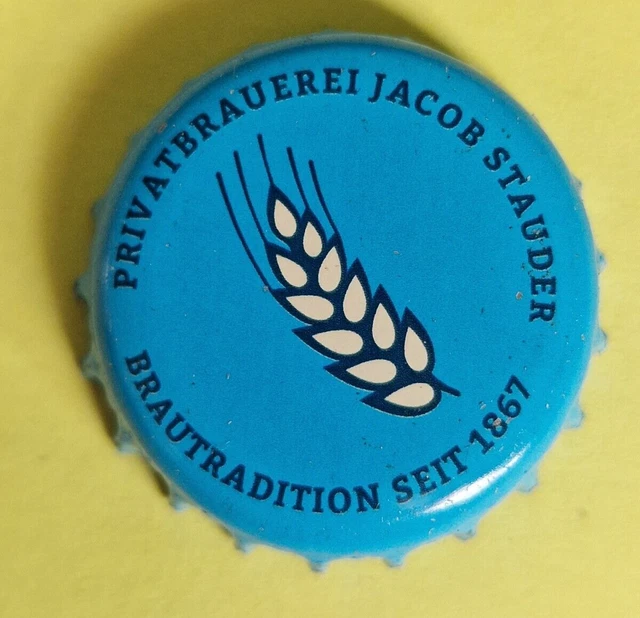 PRIVATBRAUEREI JACOB STAUDER
BRAUTRADITION SEIT 1867